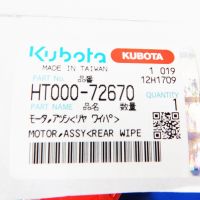 Kubota KUBOTA
MADE IN TAIWAN 1 019
PART NO. 品番 12H1709
HT000-72670 QUANTITY
PART NAME 品名 数量 1
モータ,アッシ<リヤ ワイパ>
MOTOR,ASSY<REAR WIPE